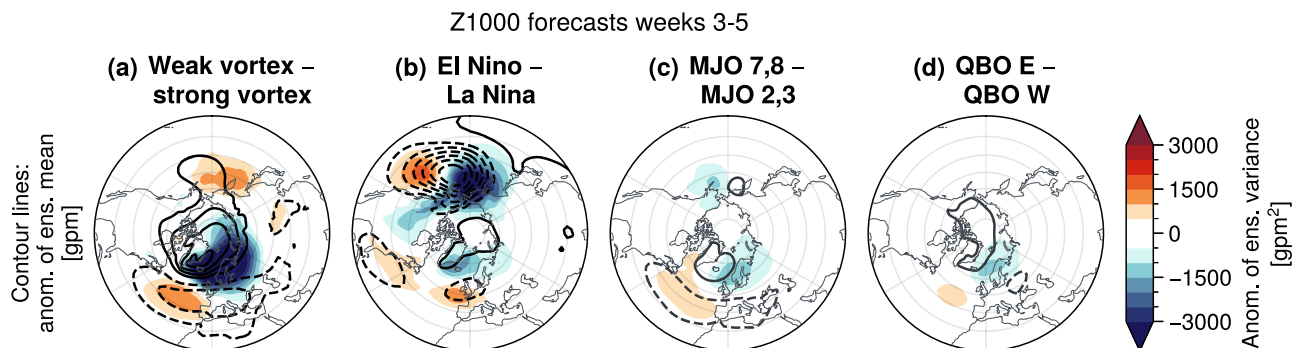 Z1000 forecasts weeks 3-5
(a) Weak vortex –
strong vortex
(b) El Nino –
La Nina
(c) MJO 7,8 –
MJO 2,3
(d) QBO E –
QBO W
Contour lines:
anom. of ens. mean
[gpm]
3000
1500
0
−1500
−3000
Anom. of ens. variance
[gpm²]